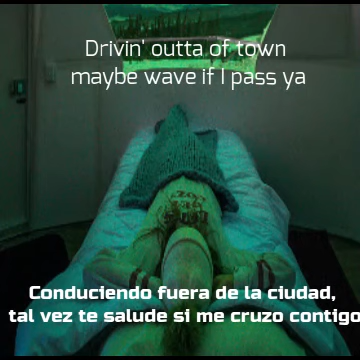 Drivin' outta of town
maybe wave if I pass ya
Conduciendo fuera de la ciudad,
tal vez te salude si me cruzo contigo